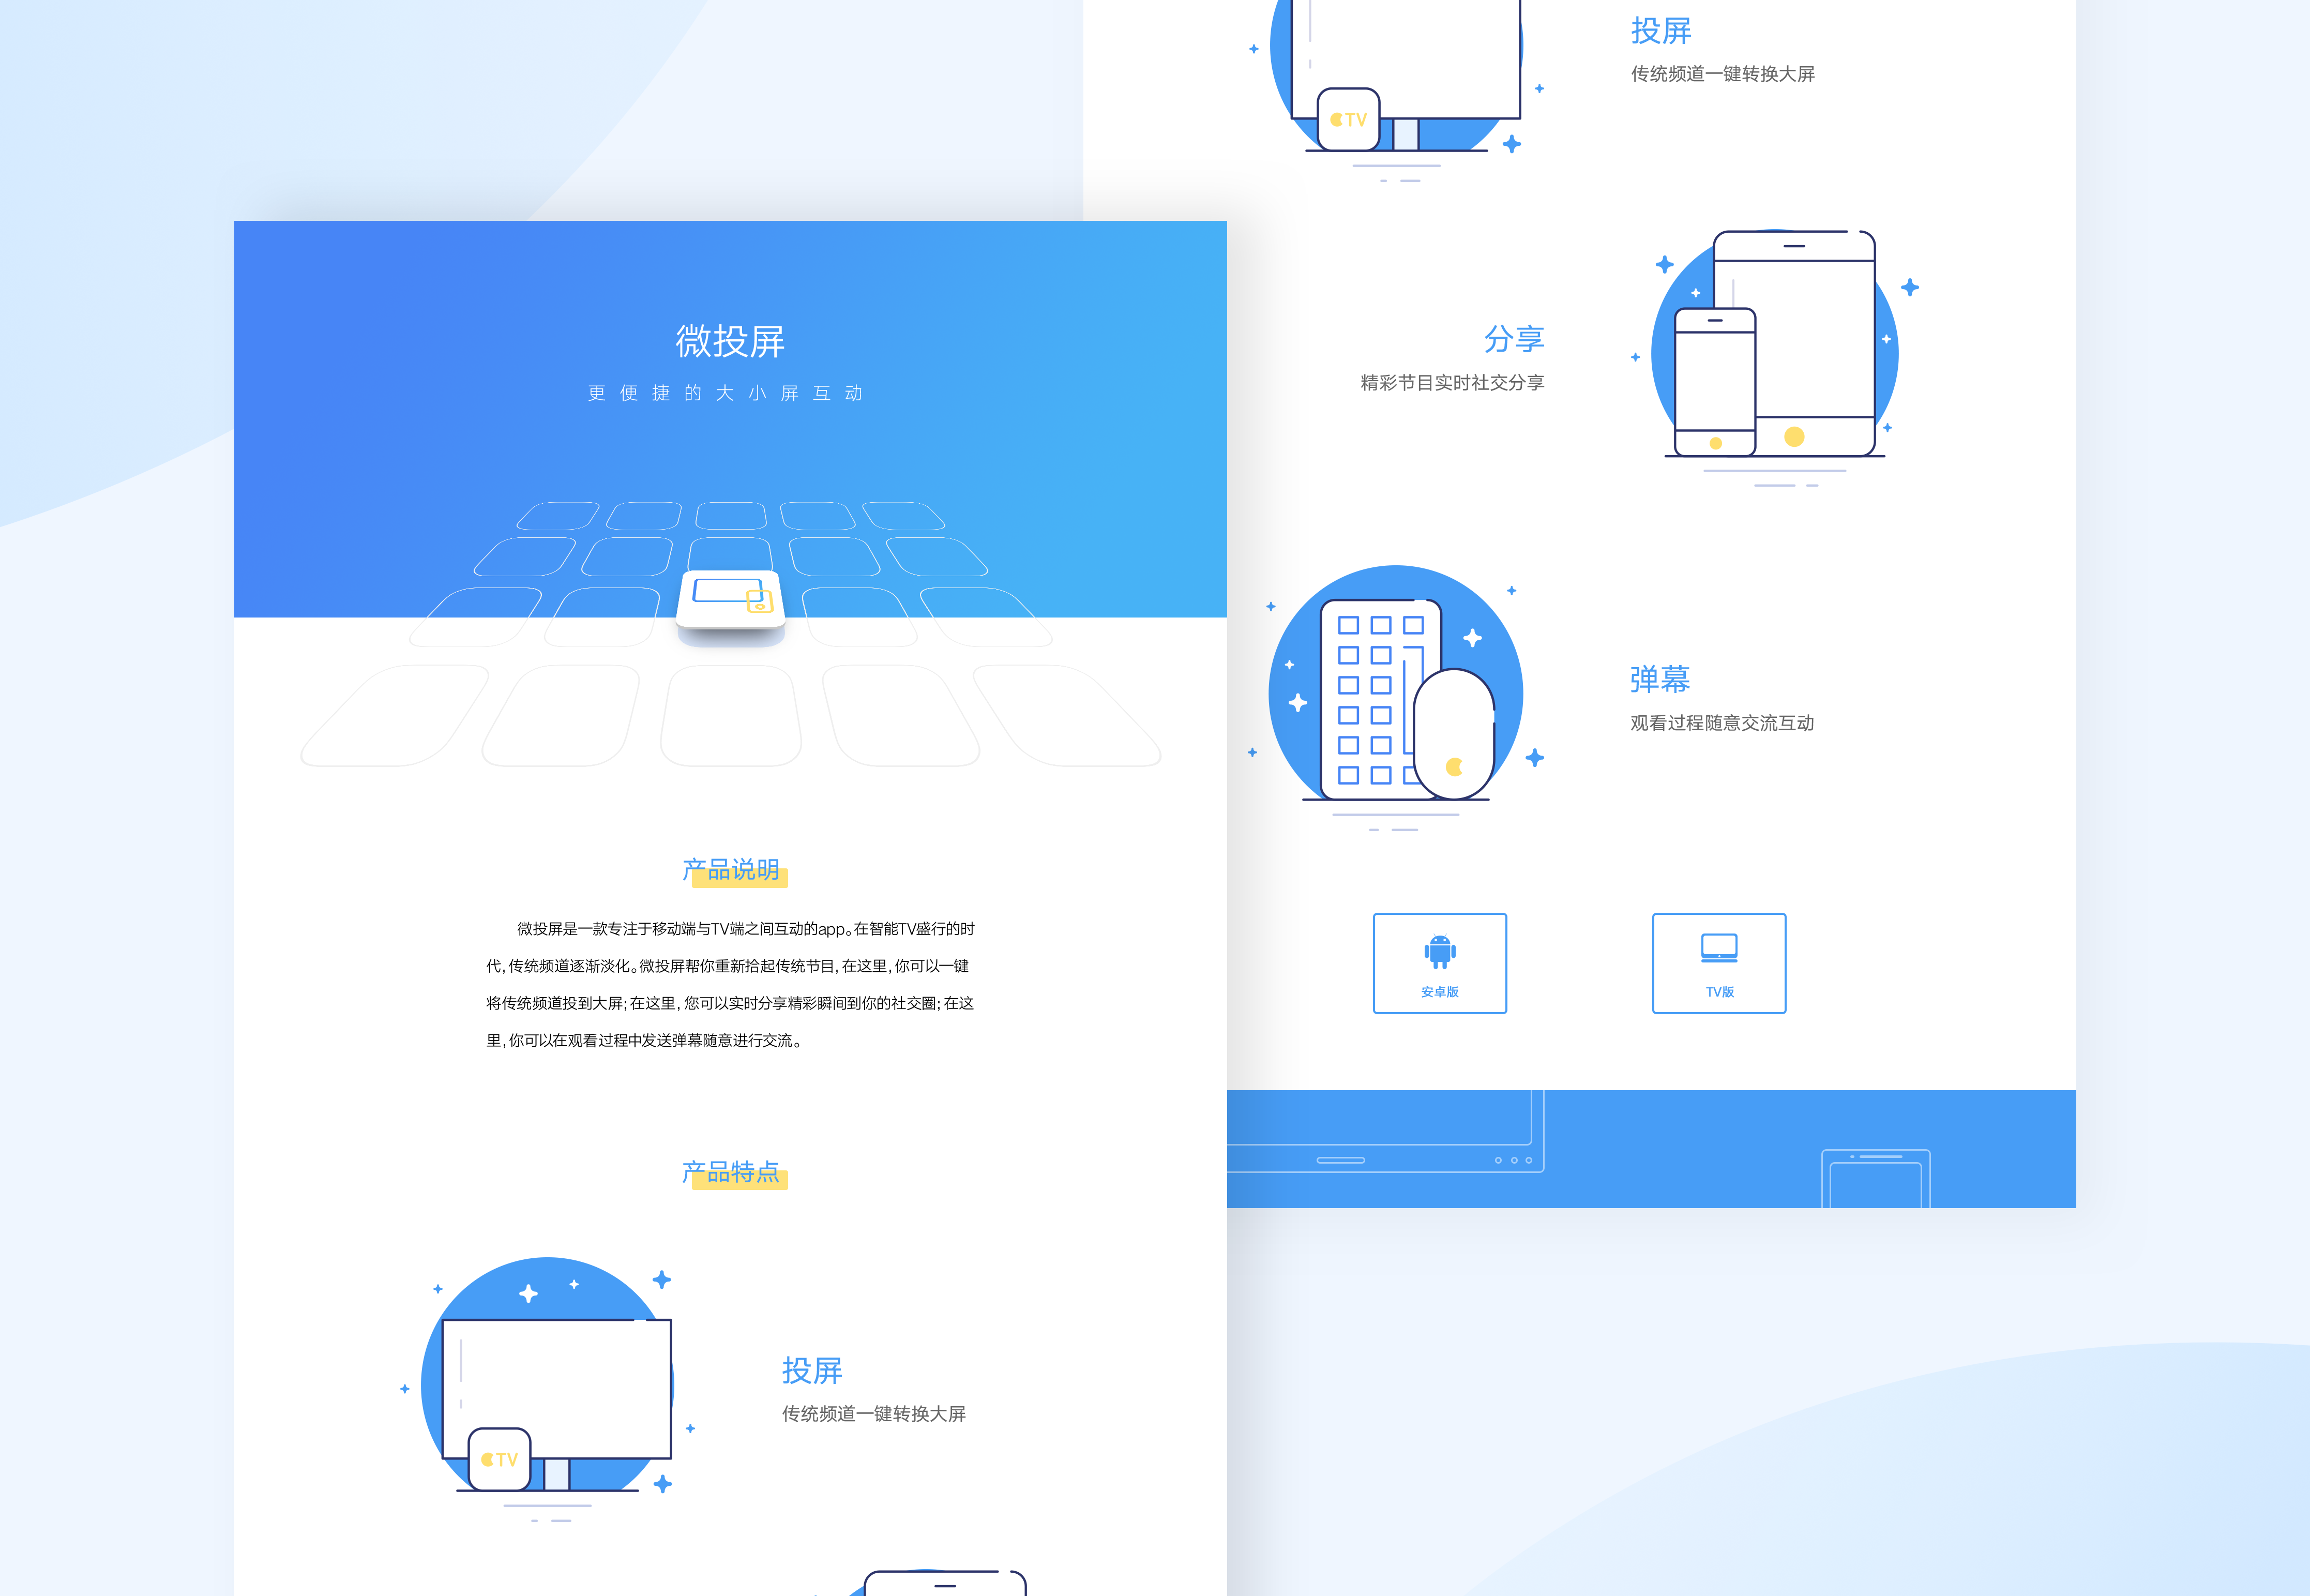 微投屏
更便捷的大小屏互动
产品说明
微投屏是一款专注于移动端与TV端之间互动的app。在智能TV盛行的时
代，传统频道逐渐淡化。微投屏帮你重新拾起传统节目，在这里，你可以一键
将传统频道投到大屏；在这里，您可以实时分享精彩瞬间到你的社交圈；在这
里，你可以在观看过程中发送弹幕随意进行交流。
产品特点
投屏
传统频道一键转换大屏
TV
投屏
传统频道一键转换大屏
TV
分享
精彩节目实时社交分享
弹幕
观看过程随意交流互动
安卓版
TV版